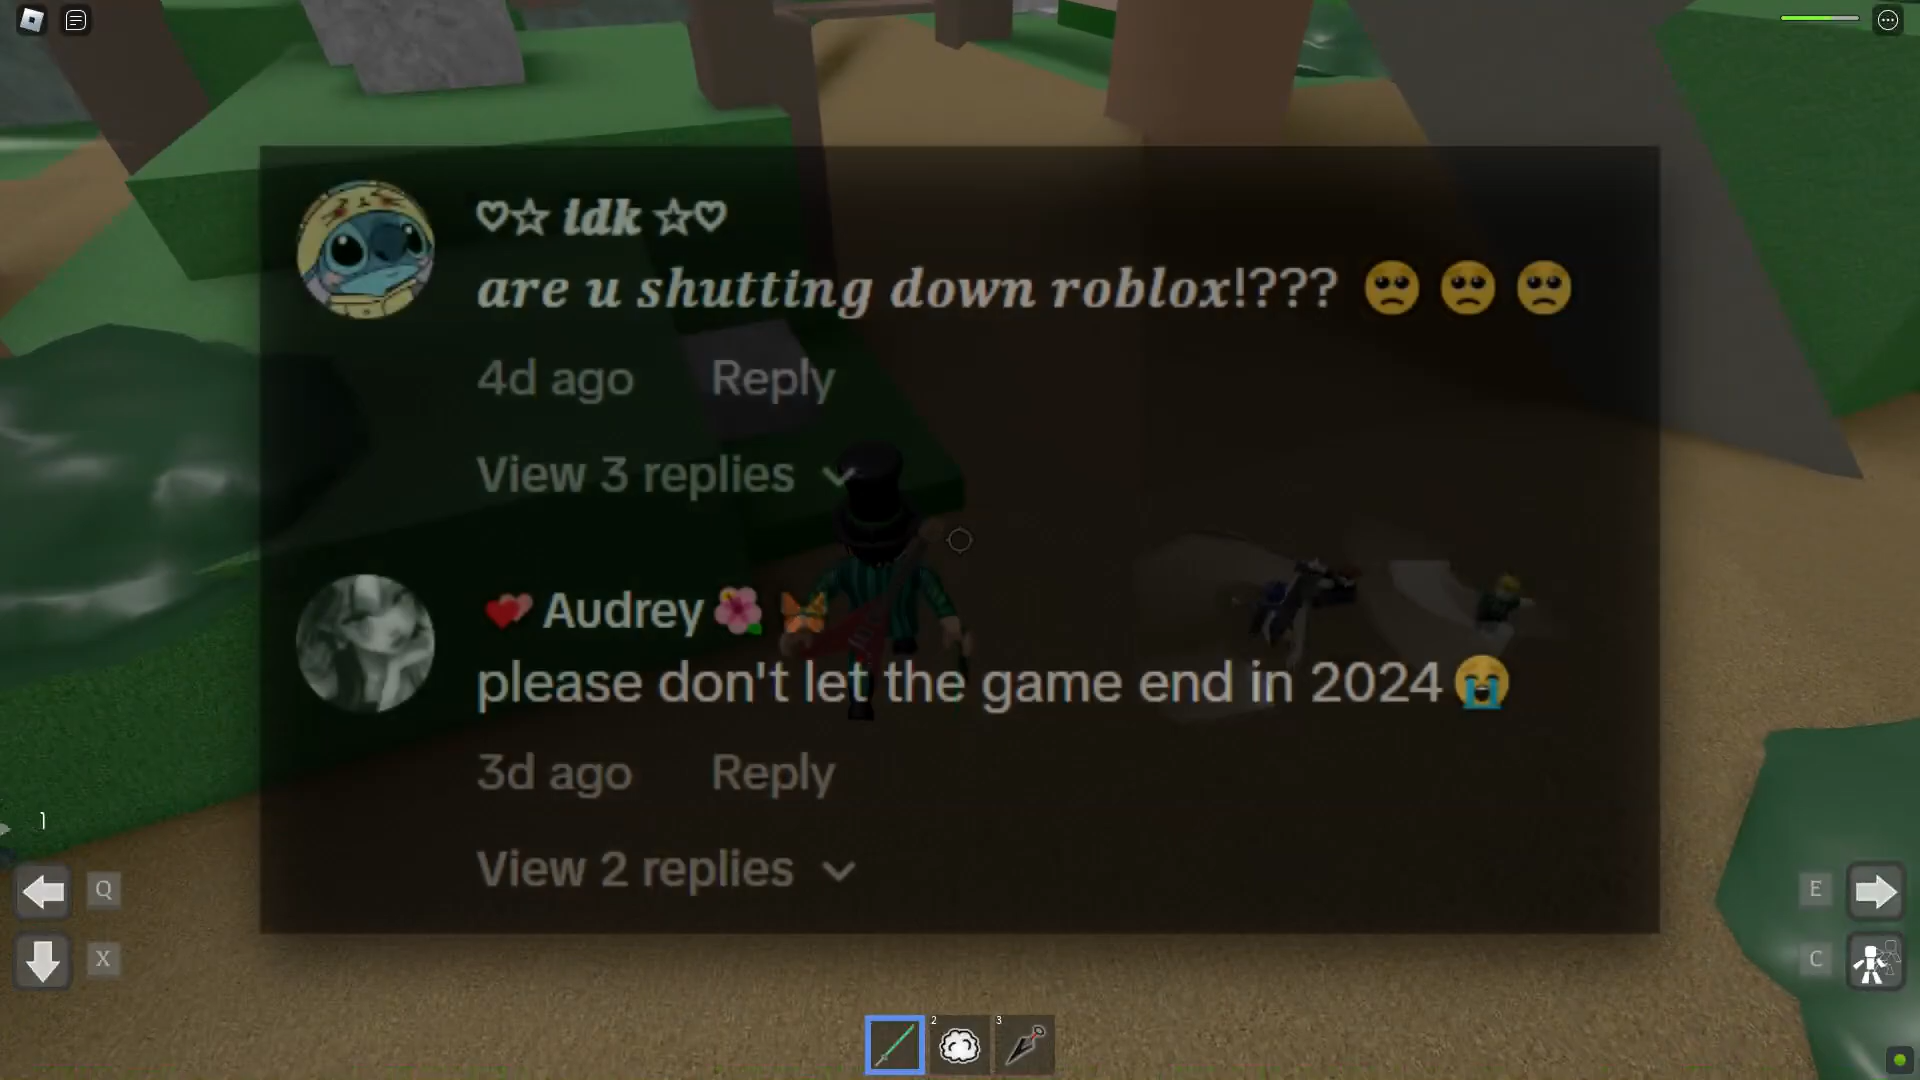 ♡☆ idk ☆♡
are u shutting down roblox!??? 🥺 🥺 🥺
4d ago Reply
View 3 replies
💕 Audrey🌺 🦋
please don't let the game end in 2024😭
3d ago Reply
View 2 replies
1
Q
E
X
C
2
3